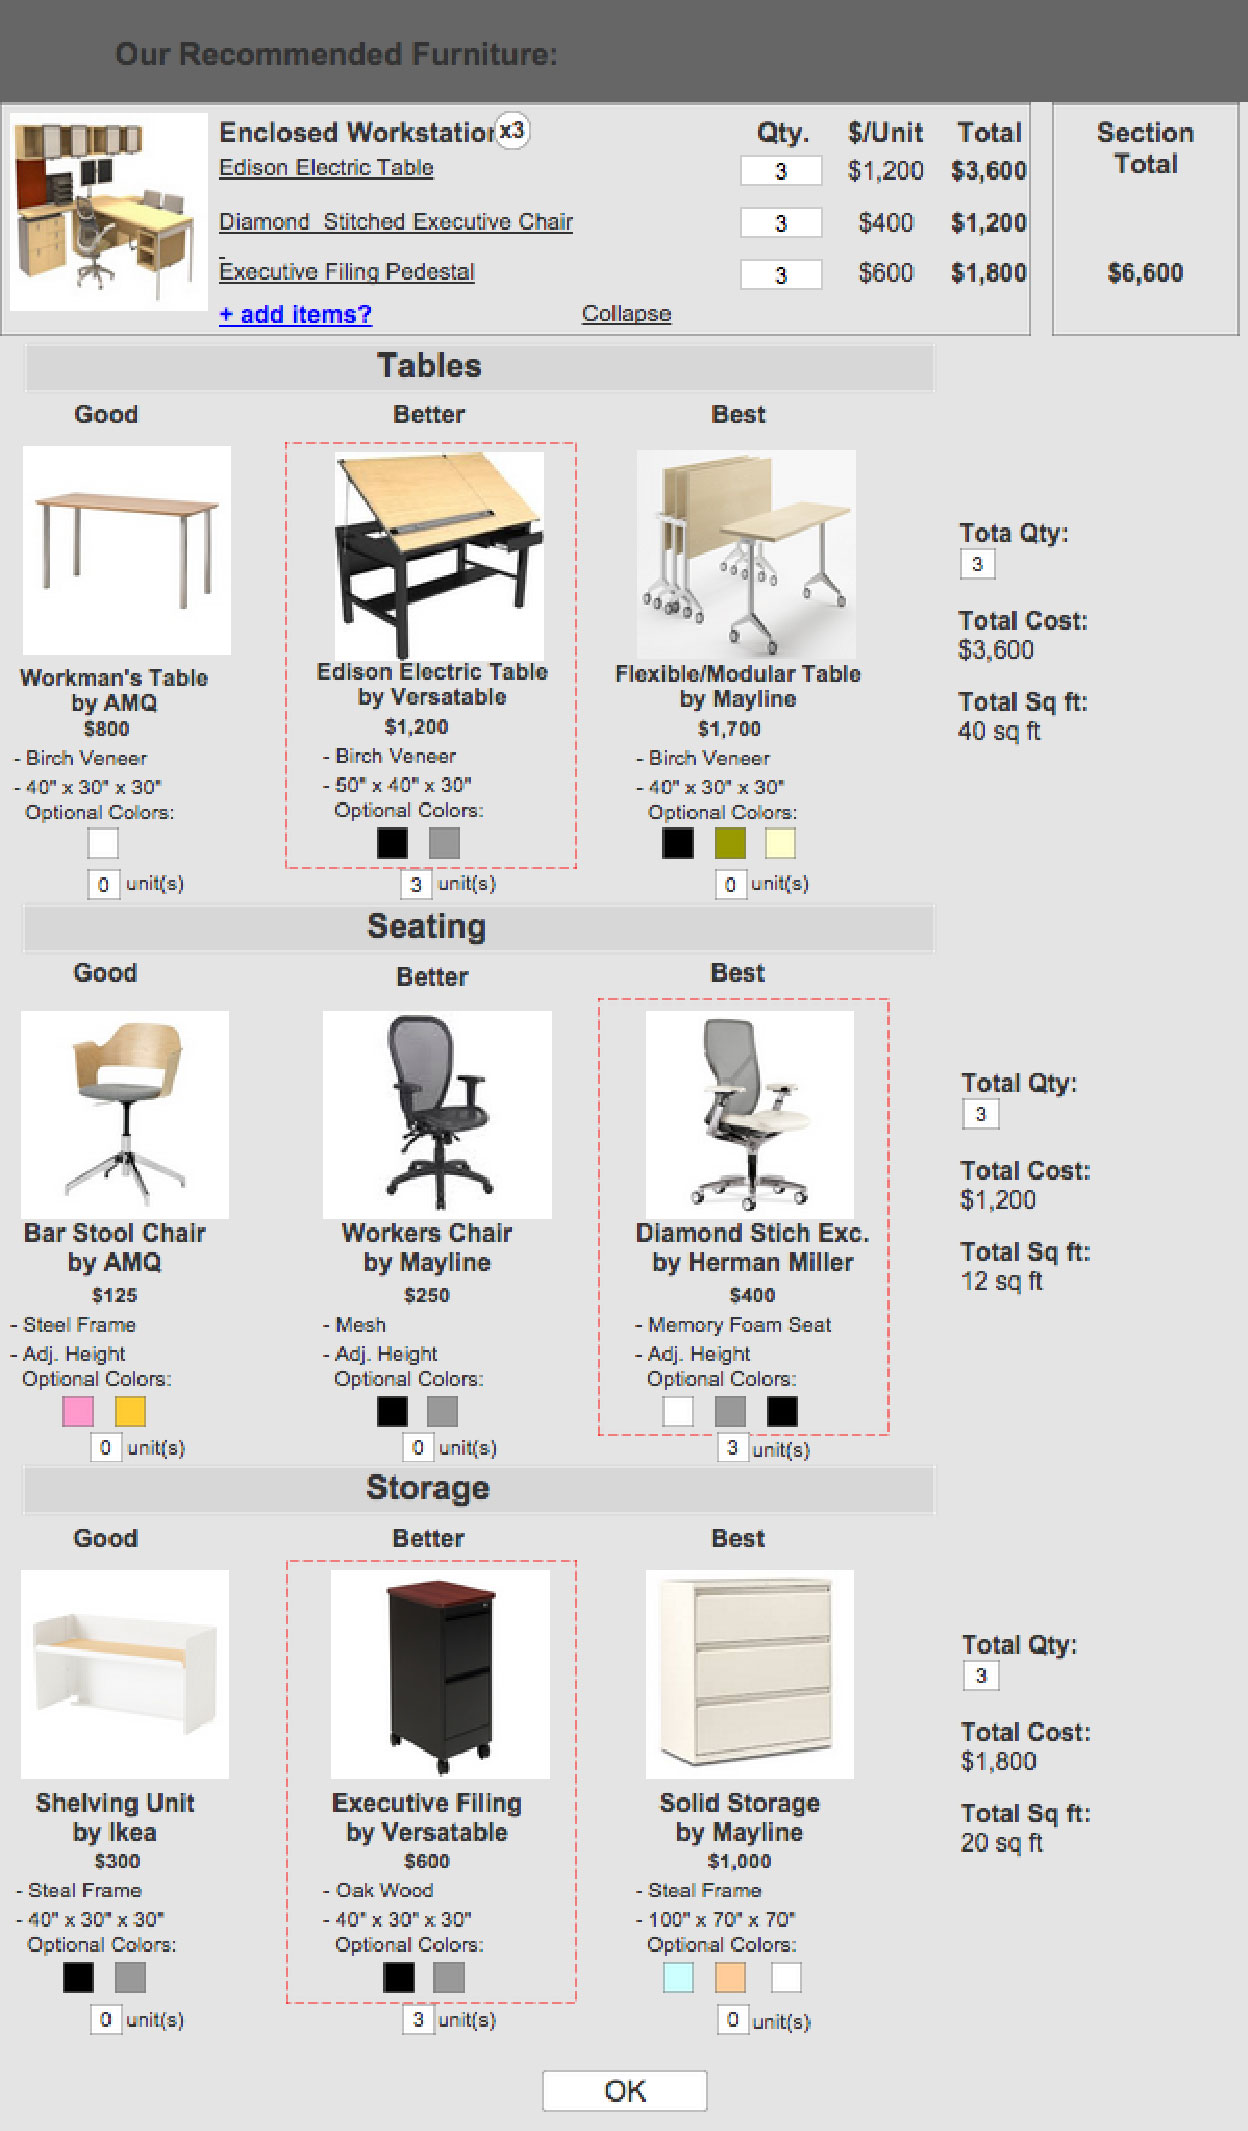 Our Recommended Furniture:
Enclosed Workstation x3 Qty. $/Unit Total Section Total
Edison Electric Table 3 $1,200 $3,600
Diamond Stitched Executive Chair 3 $400 $1,200
Executive Filing Pedestal 3 $600 $1,800 $6,600
+ add items? Collapse
Tables
Good Better Best
Workman's Table Edison Electric Table Flexible/Modular Table
by AMQ by Versatable by Mayline
$800 $1,200 $1,700
- Birch Veneer - Birch Veneer - Birch Veneer
- 40" x 30" x 30" - 50" x 40" x 30" - 40" x 30" x 30"
Optional Colors: Optional Colors: Optional Colors:
0 unit(s) 3 unit(s) 0 unit(s)
Tota Qty:
3
Total Cost:
$3,600
Total Sq ft:
40 sq ft
Seating
Good Better Best
Bar Stool Chair Workers Chair Diamond Stich Exc.
by AMQ by Mayline by Herman Miller
$125 $250 $400
- Steel Frame - Mesh - Memory Foam Seat
- Adj. Height - Adj. Height - Adj. Height
Optional Colors: Optional Colors: Optional Colors:
0 unit(s) 0 unit(s) 3 unit(s)
Total Qty:
3
Total Cost:
$1,200
Total Sq ft:
12 sq ft
Storage
Good Better Best
Shelving Unit Executive Filing Solid Storage
by Ikea by Versatable by Mayline
$300 $600 $1,000
- Steal Frame - Oak Wood - Steal Frame
- 40" x 30" x 30" - 40" x 30" x 30" - 100" x 70" x 70"
Optional Colors: Optional Colors: Optional Colors:
0 unit(s) 3 unit(s) 0 unit(s)
Total Qty:
3
Total Cost:
$1,800
Total Sq ft:
20 sq ft
OK